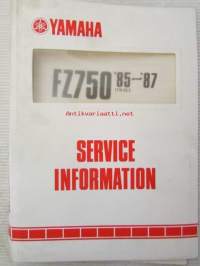 YAMAHA
FZ750 '85-'87
SERVICE
INFORMATION
antikvariaatti.net